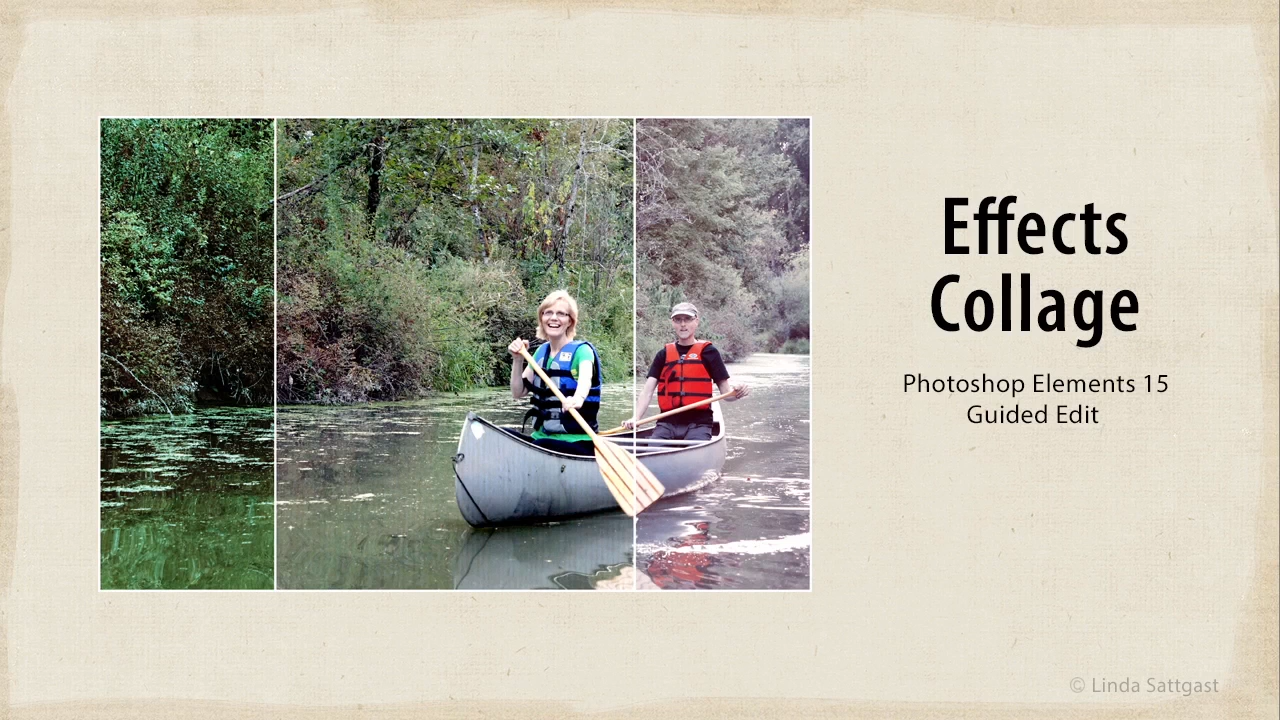 Effects
Collage
Photoshop Elements 15
Guided Edit
© Linda Sattgast